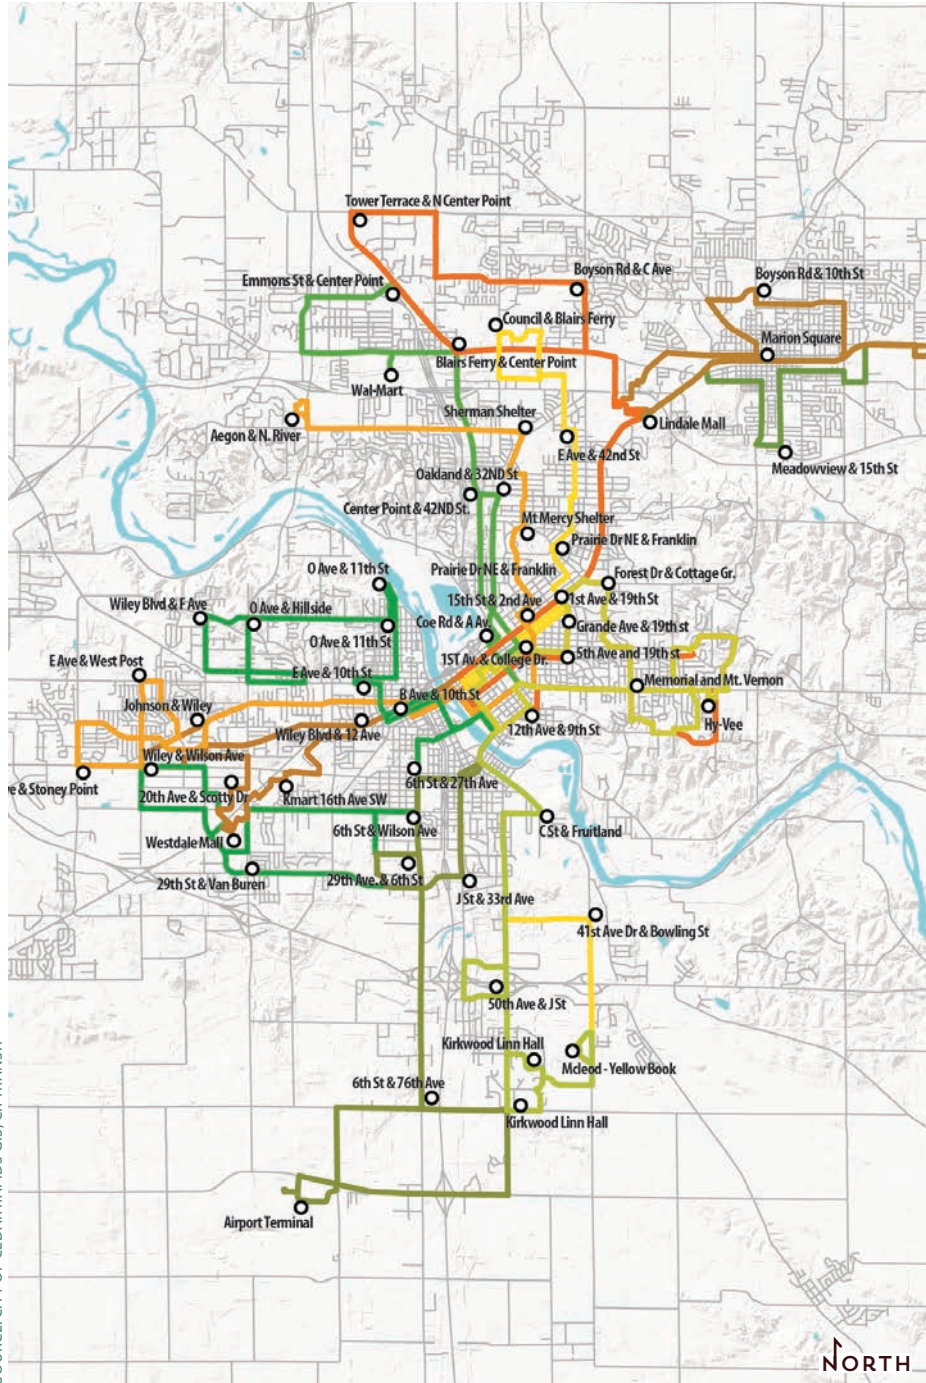 Tower Terrace & N Center Point
Boyson Rd & C Ave
Boyson Rd & 10th St
Emmons St & Center Point
Council & Blairs Ferry
Marion Square
Blairs Ferry & Center Point
Wal-Mart
Sherman Shelter
Lindale Mall
Aegon & N. River
E Ave & 42nd St
Meadowview & 15th St
Oakland & 32ND St
Center Point & 42ND St.
Mt Mercy Shelter
Prairie Dr NE & Franklin
Prairie Dr NE & Franklin
O Ave & 11th St
Forest Dr & Cottage Gr.
Wiley Blvd & F Ave
O Ave & Hillside
15th St & 2nd Ave
1st Ave & 19th St
Coe Rd & A Av.
Grande Ave & 19th st
O Ave & 11th St
5th Ave and 19th st
1ST Av. & College Dr.
E Ave & West Post
E Ave & 10th St
Memorial and Mt. Vernon
B Ave & 10th St
Johnson & Wiley
Hy-Vee
Wiley Blvd & 12 Ave
12th Ave & 9th St
Wiley & Wilson Ave
e & Stoney Point
6th St & 27th Ave
20th Ave & Scotty Dr
Kmart 16th Ave SW
6th St & Wilson Ave
C St & Fruitland
Westdale Mall
29th St & Van Buren
29th Ave. & 6th St
J St & 33rd Ave
41st Ave Dr & Bowling St
50th Ave & J St
Kirkwood Linn Hall
Mcleod - Yellow Book
6th St & 76th Ave
Kirkwood Linn Hall
Airport Terminal
NORTH